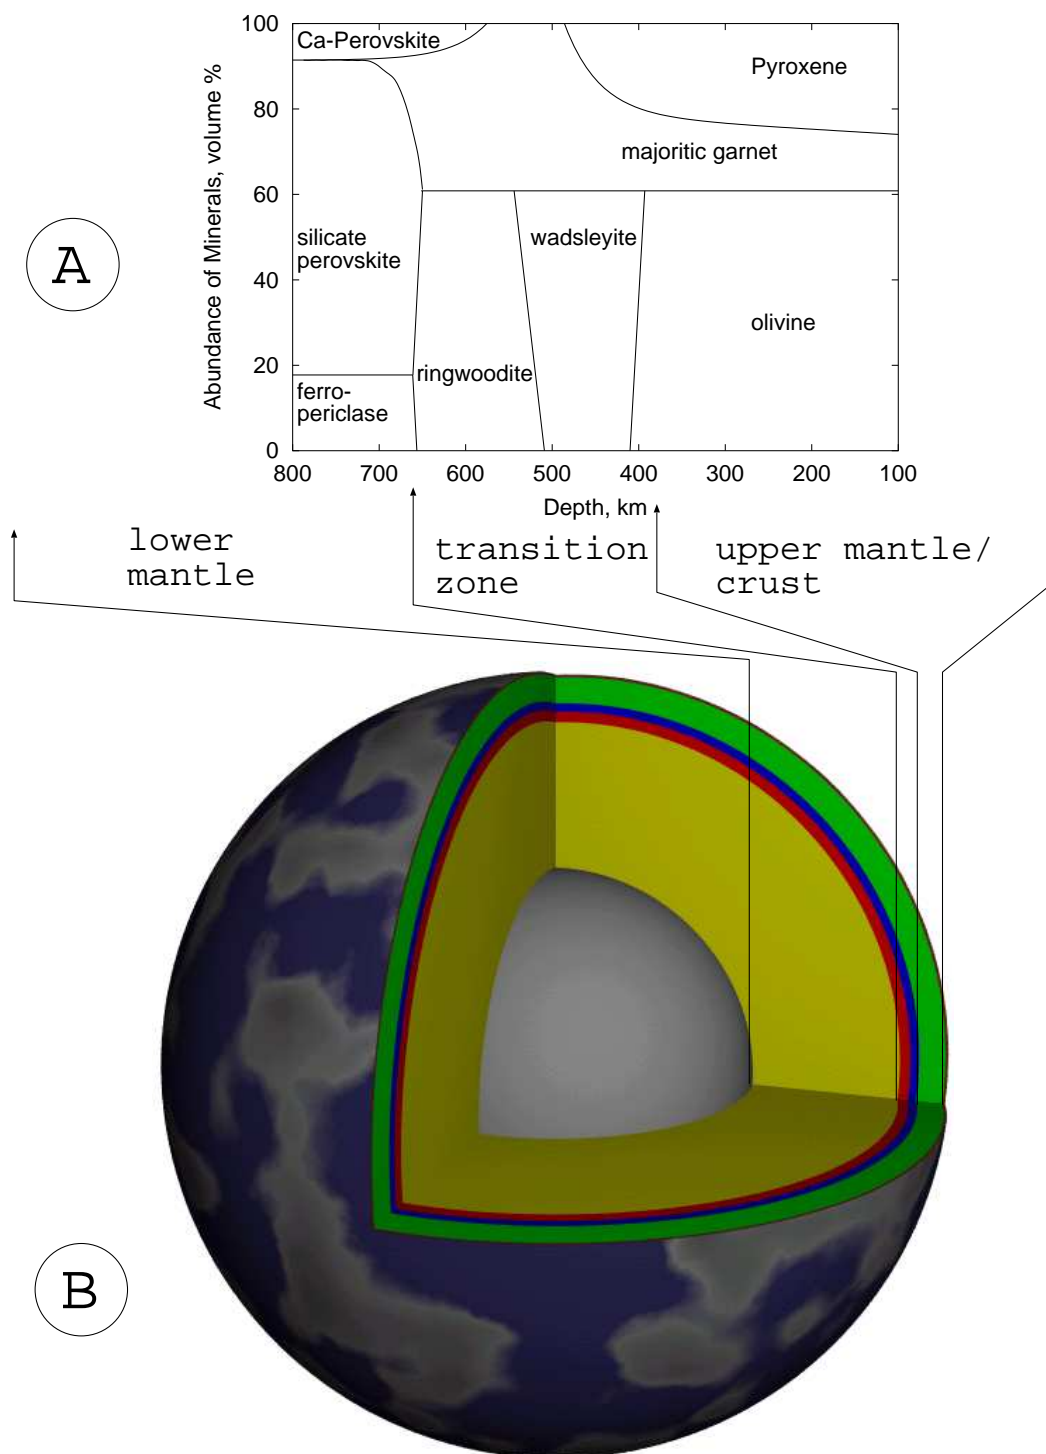 100
80
60
40
20
0
Abundance of Minerals, volume %
Ca-Perovskite
Pyroxene
majoritic garnet
silicate
perovskite
wadsleyite
olivine
ringwoodite
ferro-
periclase
800 700 600 500 400 300 200 100
Depth, km
A
lower
mantle
transition
zone
upper mantle/
crust
B